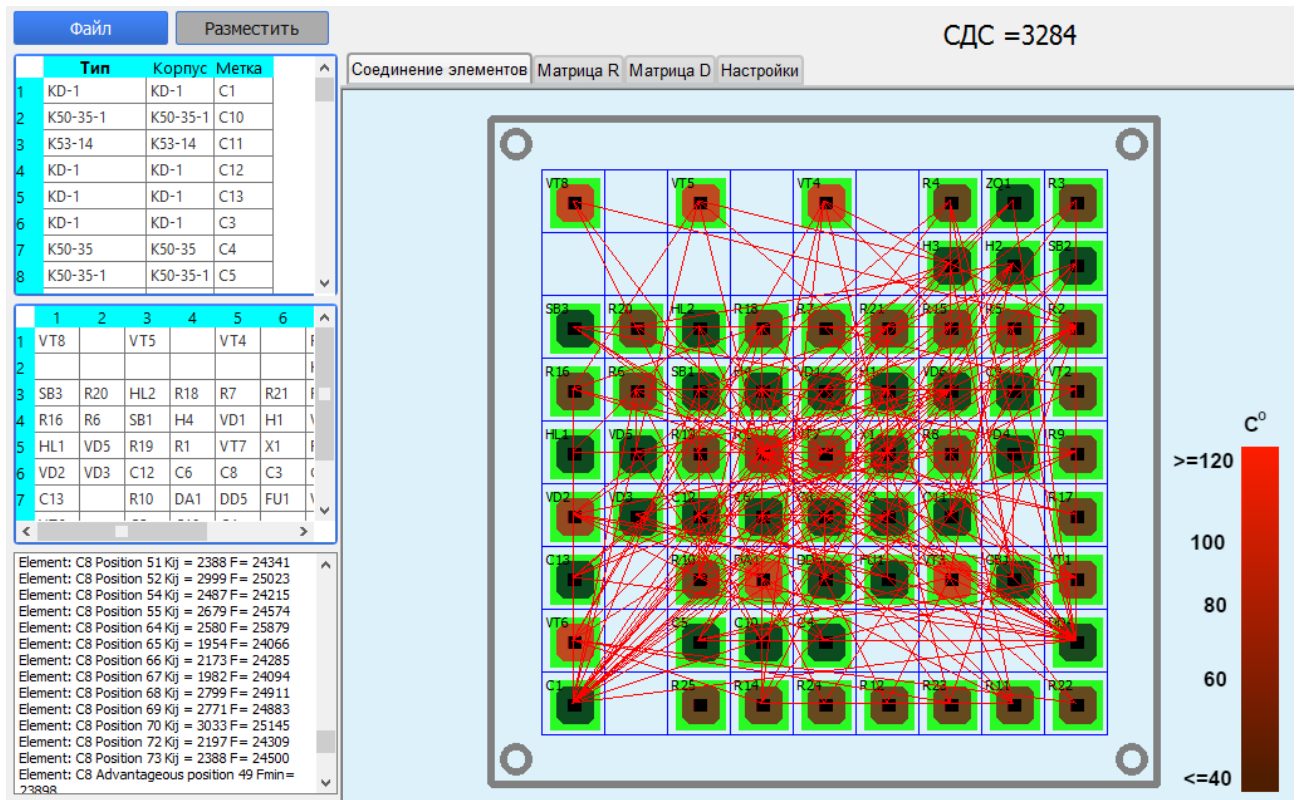 Файл Разместить
СДС =3284
Соединение элементов Матрица R Матрица D Настройки
Тип Корпус Метка
1 KD-1 KD-1 C1
2 K50-35-1 K50-35-1 C10
3 K53-14 K53-14 C11
4 KD-1 KD-1 C12
5 KD-1 KD-1 C13
6 KD-1 KD-1 C3
7 K50-35 K50-35 C4
8 K50-35-1 K50-35-1 C5
1 2 3 4 5 6
1 VT8 VT5 VT4
2
3 SB3 R20 HL2 R18 R7 R21
4 R16 R6 SB1 H4 VD1 H1
5 HL1 VD5 R19 R1 VT7 X1
6 VD2 VD3 C12 C6 C8 C3
7 C13 R10 DA1 DD5 FU1
Element: C8 Position 51 Kij = 2388 F= 24341
Element: C8 Position 52 Kij = 2999 F= 25023
Element: C8 Position 54 Kij = 2487 F= 24215
Element: C8 Position 55 Kij = 2679 F= 24574
Element: C8 Position 64 Kij = 2580 F= 25879
Element: C8 Position 65 Kij = 1954 F= 24066
Element: C8 Position 66 Kij = 2173 F= 24285
Element: C8 Position 67 Kij = 1982 F= 24094
Element: C8 Position 68 Kij = 2799 F= 24911
Element: C8 Position 69 Kij = 2771 F= 24883
Element: C8 Position 70 Kij = 3033 F= 25145
Element: C8 Position 72 Kij = 2197 F= 24309
Element: C8 Position 73 Kij = 2388 F= 24500
Element: C8 Advantageous position 49 Fmin=
23898
VT8 VT5 VT4 R4 ZQ1 R3
H3 H2 SB2
SB3 R20 HL2 R18 R7 R21 R15 R5 R2
R16 R6 SB1 H4 VD1 H1 VD6 VT2
HL1 VD5 R19 VT7 X1 R8 R9
VD2 VD3 C12 C6 C3 C11 R17
C13 R10 DA1 FU1 VT3 VT1
VT6 C5 C10 C4
C1 R25 R14 R24 R12 R23 R11 R22
C°
>=120
100
80
60
<=40